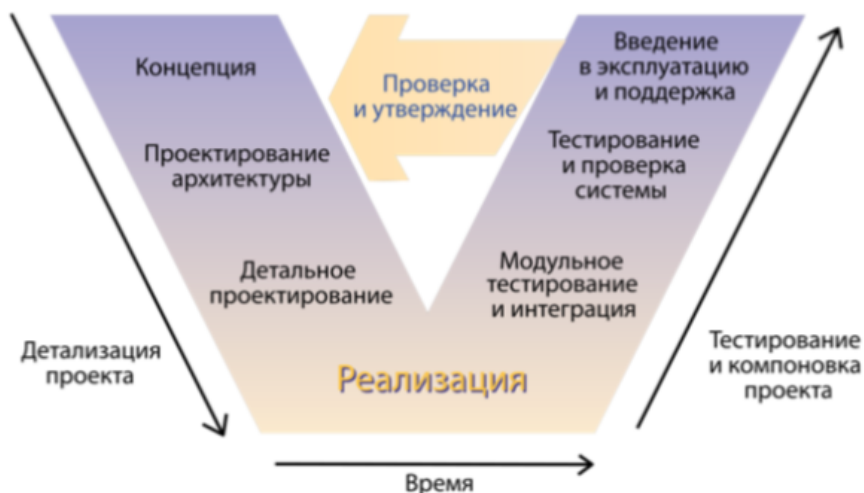 Концепция
Проектирование
архитектуры
Детальное
проектирование
Детализация
проекта
Реализация
Время
Проверка
и утверждение
Введение
в эксплуатацию
и поддержка
Тестирование
и проверка
системы
Модульное
тестирование
и интеграция
Тестирование
и компоновка
проекта